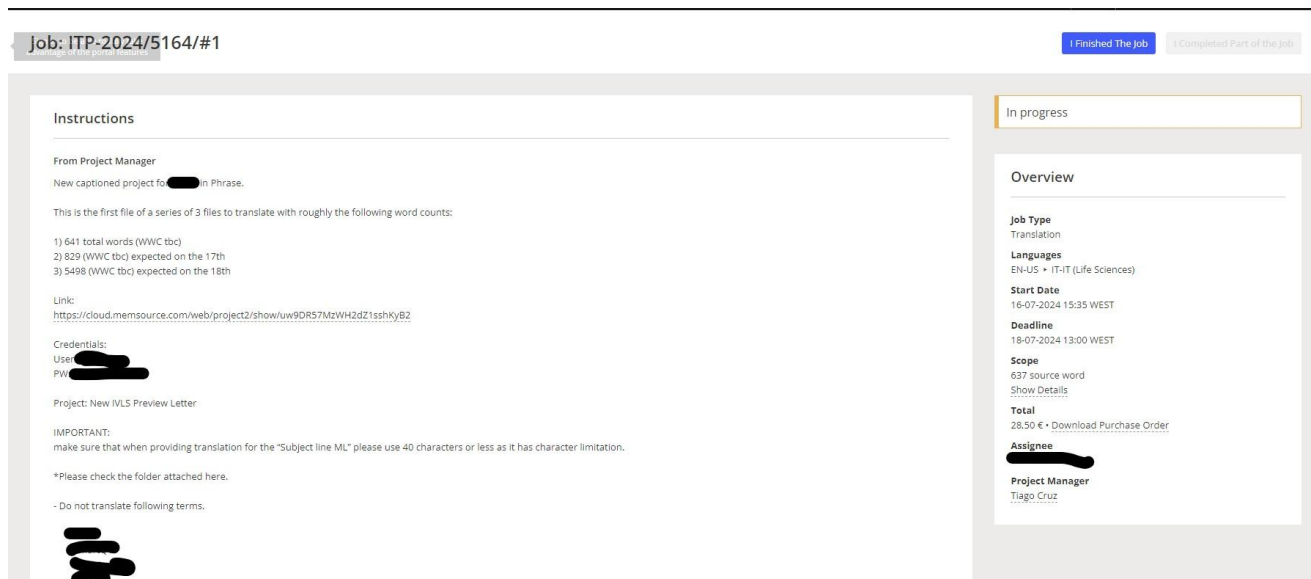 Job: ITP-2024/5164/#1
advantage of the portal features
I Finished The Job
I Completed Part of the Job
Instructions
From Project Manager
New captioned project fo in Phrase.
This is the first file of a series of 3 files to translate with roughly the following word counts:
1) 641 total words (WWC tbc)
2) 829 (WWC tbc) expected on the 17th
3) 5498 (WWC tbc) expected on the 18th
Link:
https://cloud.memsource.com/web/project2/show/uw9DR57MzWH2dZ1sshKyB2
Credentials:
User
PW:
Project: New IVLS Preview Letter
IMPORTANT:
make sure that when providing translation for the “Subject line ML” please use 40 characters or less as it has character limitation.
*Please check the folder attached here.
- Do not translate following terms.
In progress
Overview
Job Type
Translation
Languages
EN-US ▸ IT-IT (Life Sciences)
Start Date
16-07-2024 15:35 WEST
Deadline
18-07-2024 13:00 WEST
Scope
637 source word
Show Details
Total
28.50 € • Download Purchase Order
Assignee
Project Manager
Tiago Cruz